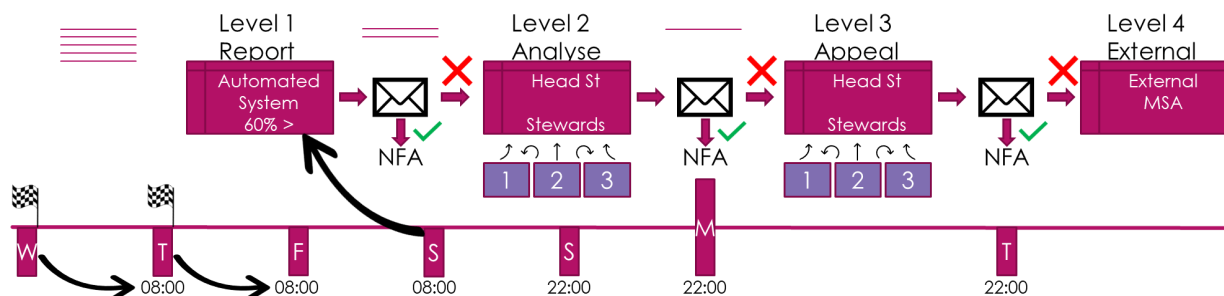 Level 1
Report
Level 2
Analyse
Level 3
Appeal
Level 4
External
Automated
System
60% >
Head St
Stewards
Head St
Stewards
External
MSA
NFA
NFA
NFA
1 2 3
1 2 3
W T F S S M T
08:00 08:00 08:00 22:00 22:00 22:00